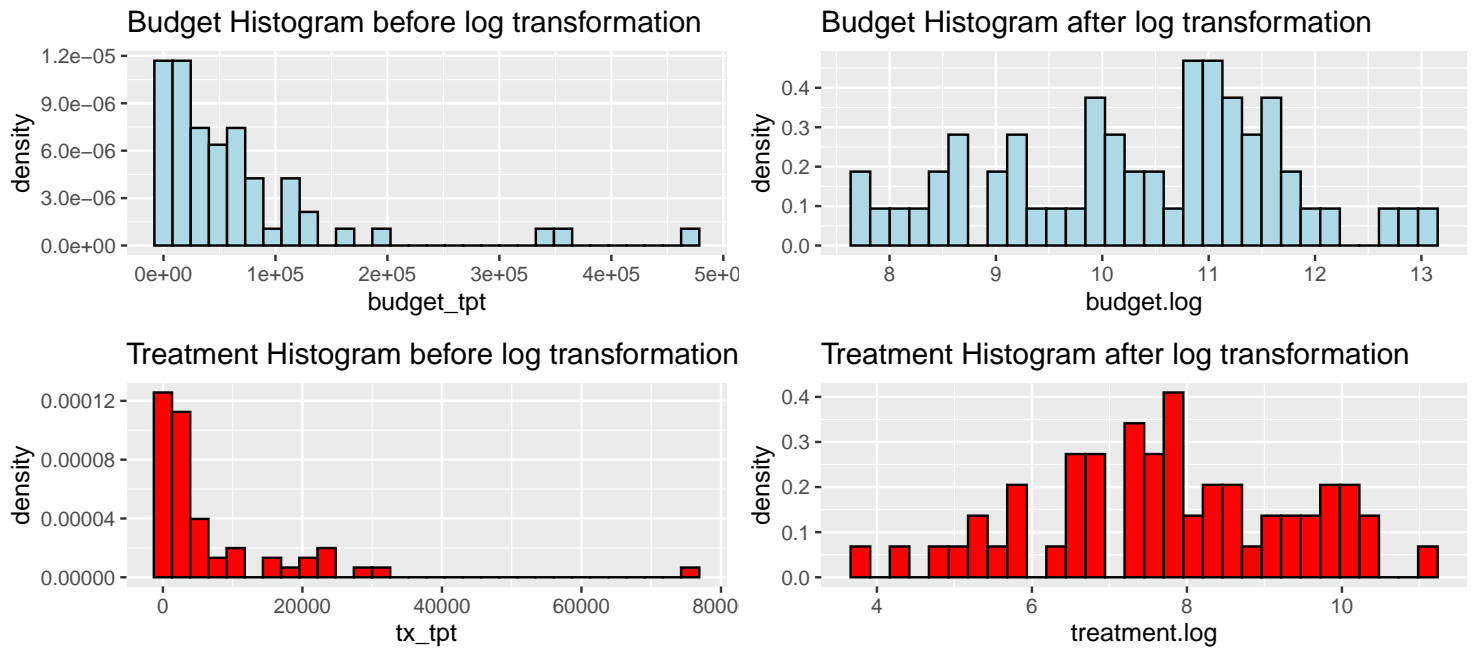 Budget Histogram before log transformation
1.2e−05
9.0e−06
6.0e−06
3.0e−06
0.0e+00
density
0e+00 1e+05 2e+05 3e+05 4e+05 5e+0
budget_tpt
Budget Histogram after log transformation
0.4
0.3
0.2
0.1
0.0
density
8 9 10 11 12 13
budget.log
Treatment Histogram before log transformation
0.00012
0.00008
0.00004
0.00000
density
0 20000 40000 60000 8000
tx_tpt
Treatment Histogram after log transformation
0.4
0.3
0.2
0.1
0.0
density
4 6 8 10
treatment.log